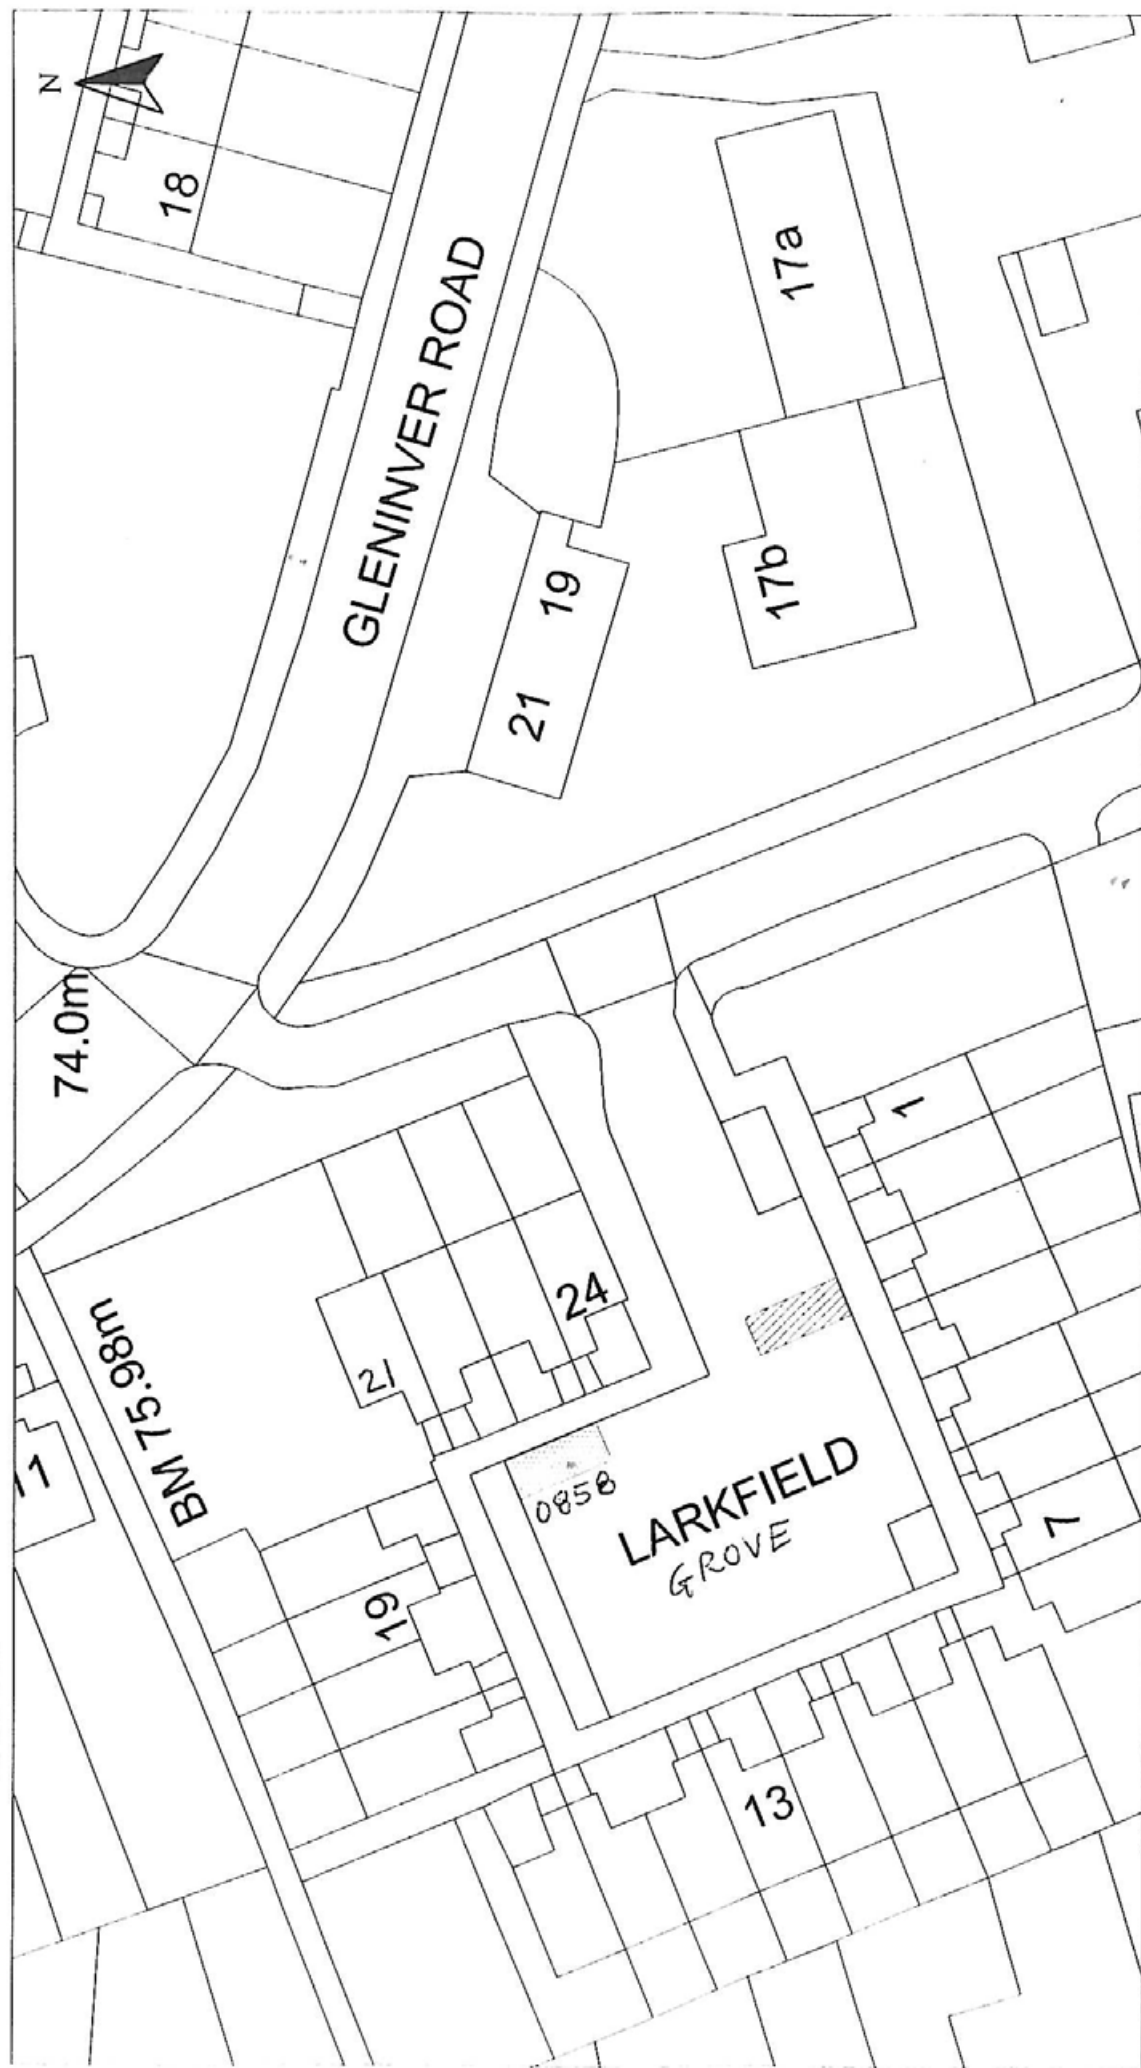 N
18
GLENINVER ROAD
17a
19
21
17b
74.0m
1
24
21
BM 75.98m
11
0858
LARKFIELD
GROVE
19
7
13